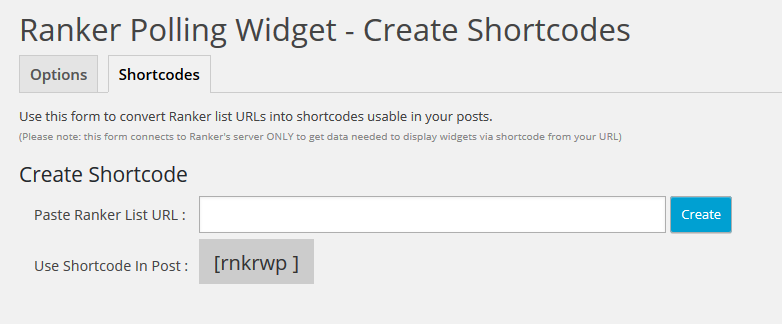 Ranker Polling Widget - Create Shortcodes
Options Shortcodes
Use this form to convert Ranker list URLs into shortcodes usable in your posts.
(Please note: this form connects to Ranker's server ONLY to get data needed to display widgets via shortcode from your URL)
Create Shortcode
Paste Ranker List URL : Create
Use Shortcode In Post : [rnkrwp ]